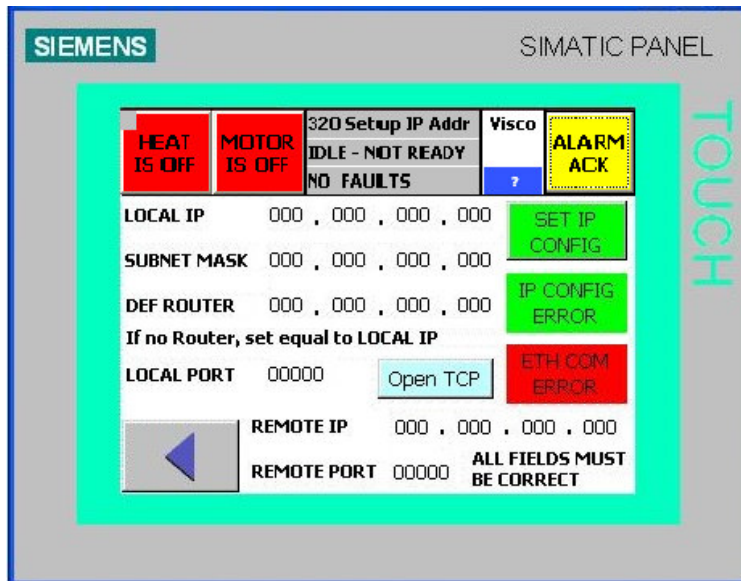 SIEMENS
SIMATIC PANEL
TOUCH
HEAT
IS OFF
MOTOR
IS OFF
320 Setup IP Addr
IDLE - NOT READY
NO FAULTS
Visco
?
ALARM
ACK
LOCAL IP 000 . 000 . 000 . 000
SET IP
CONFIG
SUBNET MASK 000 . 000 . 000 . 000
DEF ROUTER 000 . 000 . 000 . 000
IP CONFIG
ERROR
If no Router, set equal to LOCAL IP
LOCAL PORT 00000
Open TCP
ETH COM
ERROR
REMOTE IP 000 . 000 . 000 . 000
REMOTE PORT 00000
ALL FIELDS MUST
BE CORRECT